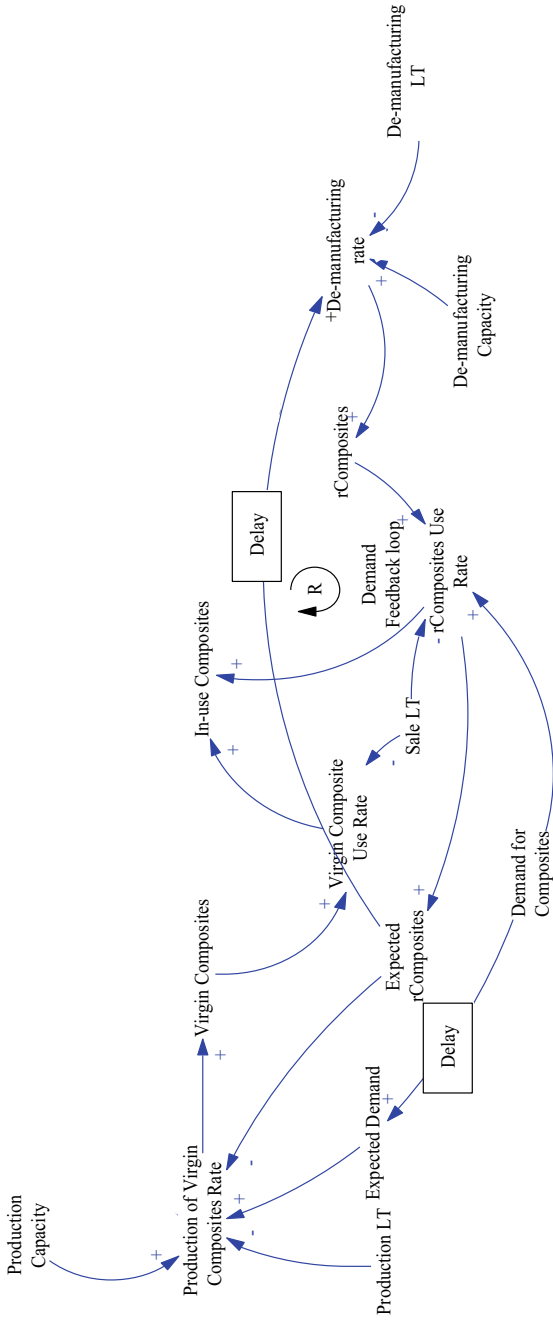 Production
Capacity
+
Production of Virgin
Composites Rate
+
-
-
Production LT
Expected Demand
+
Delay
Virgin Composites
+
Expected
rComposites
+
Demand for
Composites
Virgin Composite
Use Rate
+
-
Sale LT
In-use Composites
+
+
Delay
R
Demand
Feedback loop
rComposites Use
Rate
+
-
+
rComposites
+
De-manufacturing
rate
+
-
+
De-manufacturing
Capacity
De-manufacturing
LT